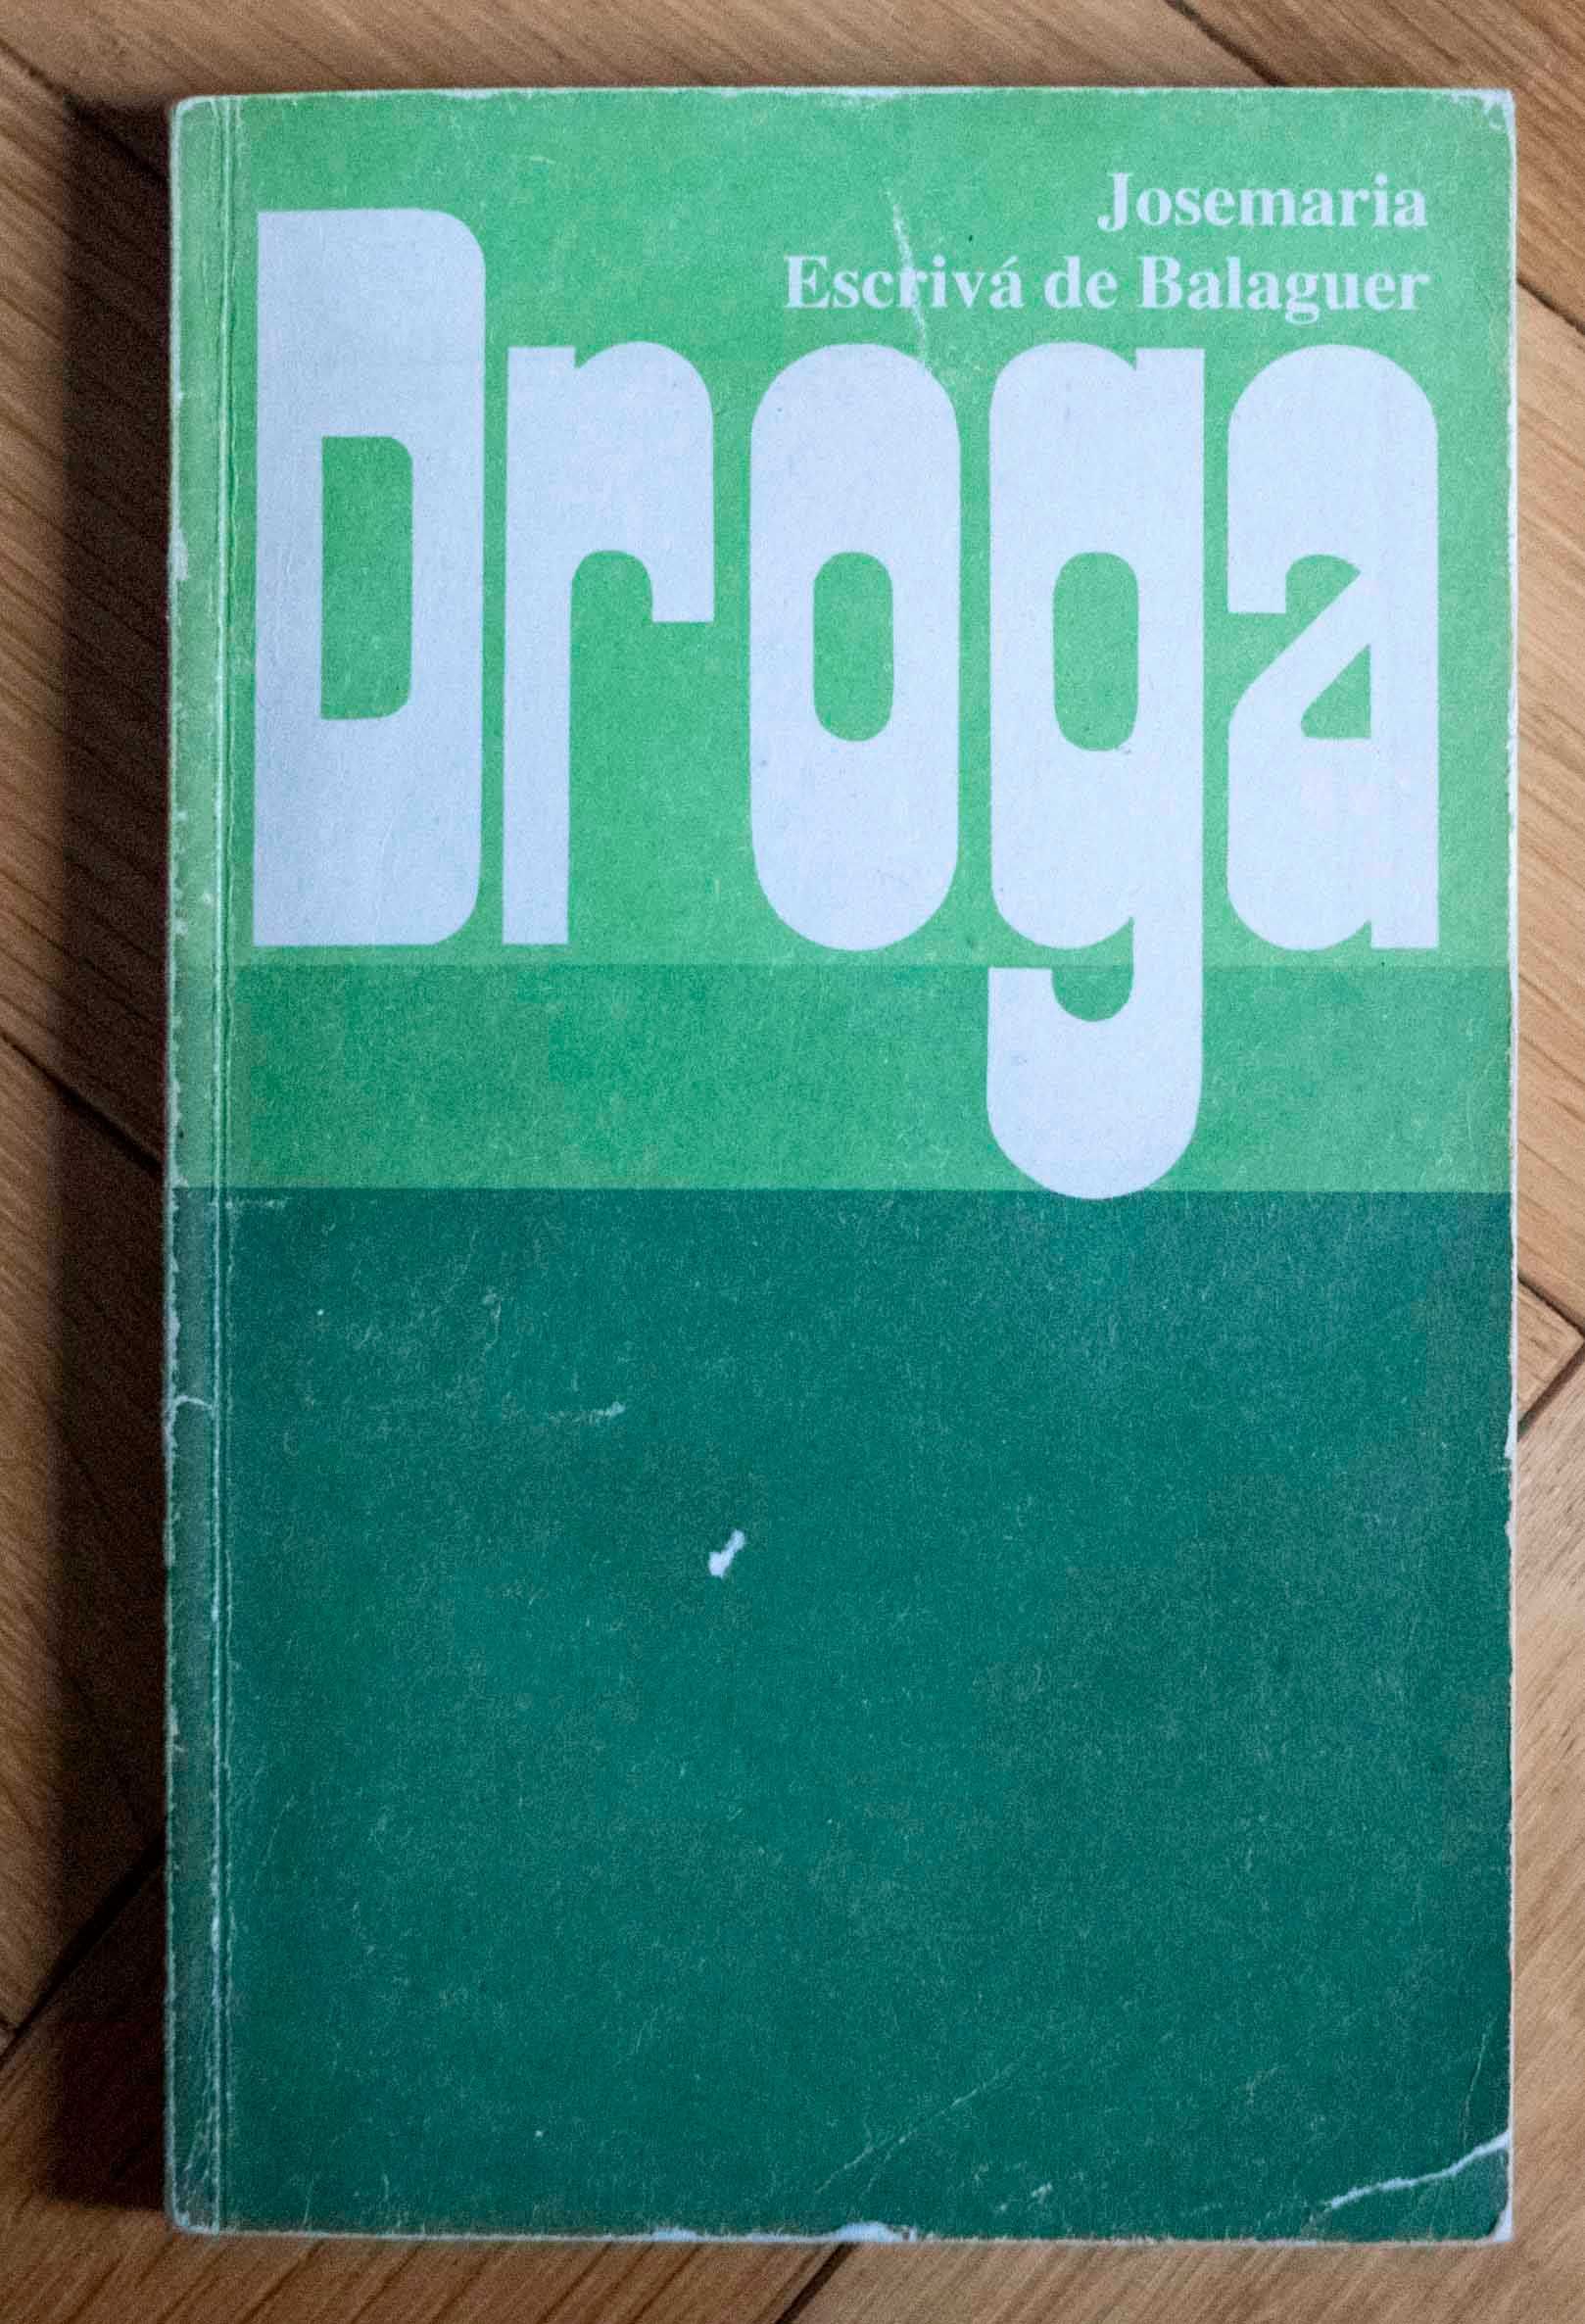 Josemaria
Escrivá de Balaguer
Droga